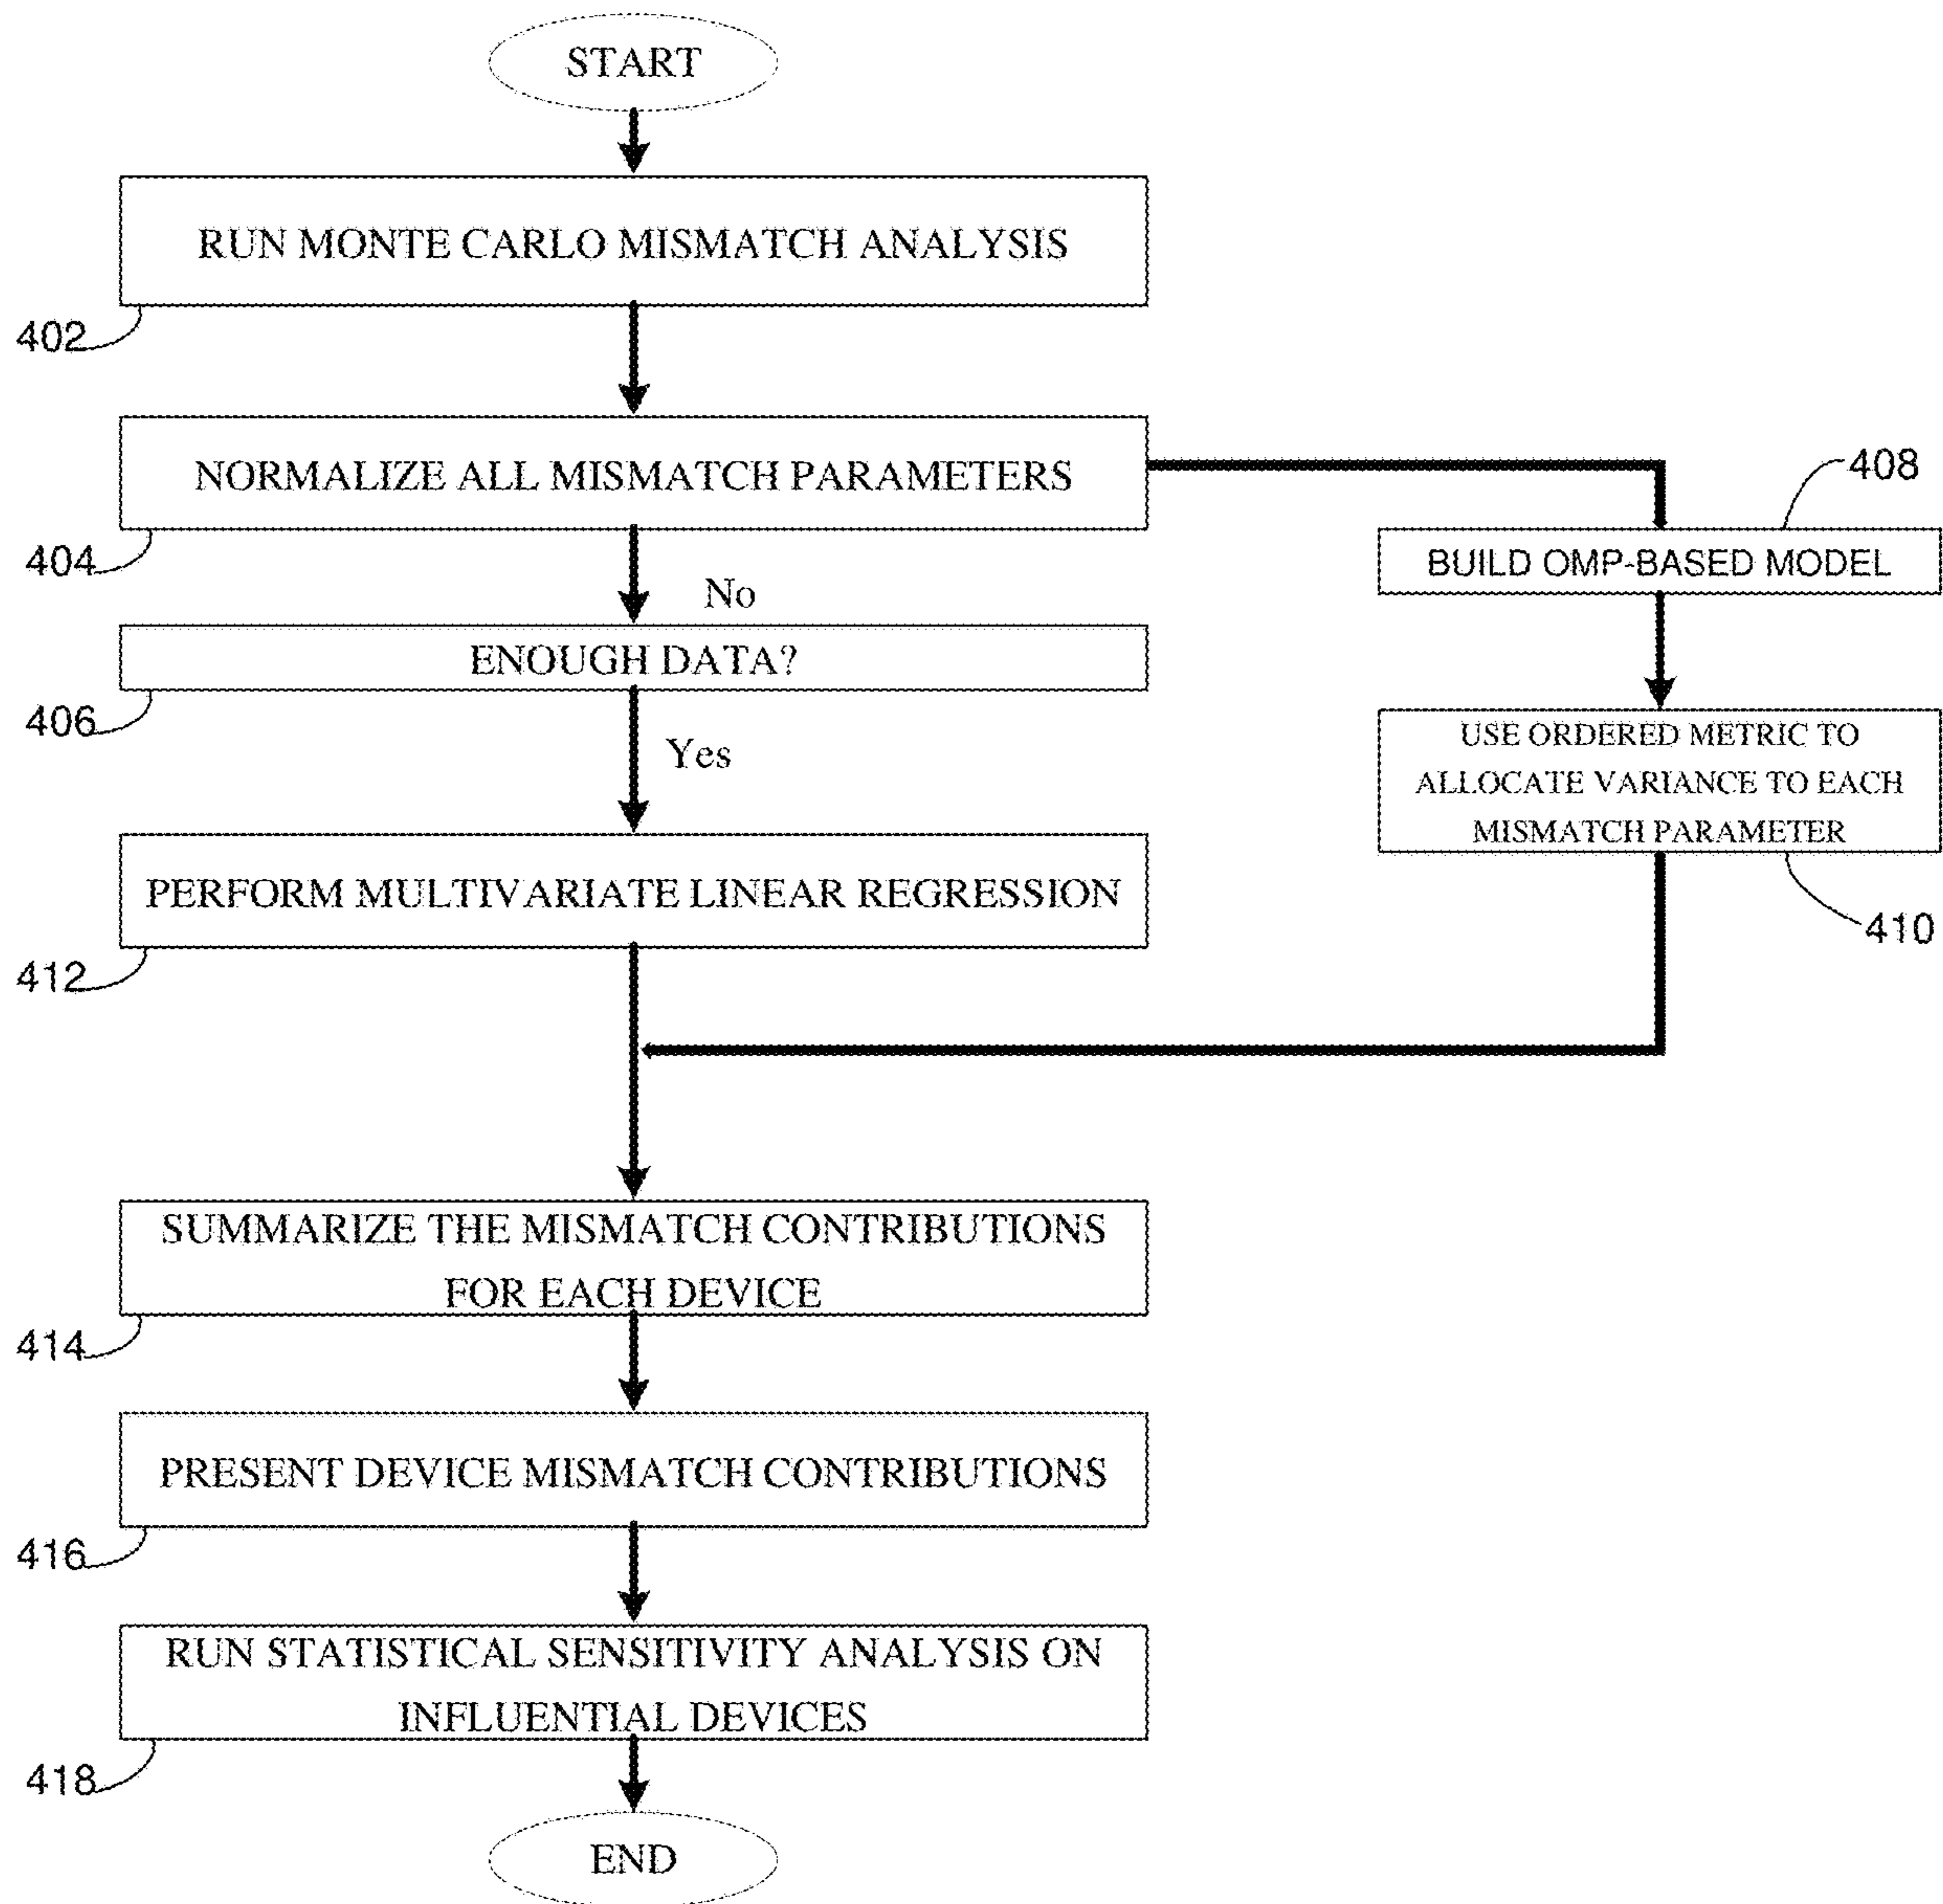 START
RUN MONTE CARLO MISMATCH ANALYSIS
402
NORMALIZE ALL MISMATCH PARAMETERS
404
408
BUILD OMP-BASED MODEL
No
ENOUGH DATA?
406
Yes
USE ORDERED METRIC TO
ALLOCATE VARIANCE TO EACH
MISMATCH PARAMETER
410
PERFORM MULTIVARIATE LINEAR REGRESSION
412
SUMMARIZE THE MISMATCH CONTRIBUTIONS
FOR EACH DEVICE
414
PRESENT DEVICE MISMATCH CONTRIBUTIONS
416
RUN STATISTICAL SENSITIVITY ANALYSIS ON
INFLUENTIAL DEVICES
418
END